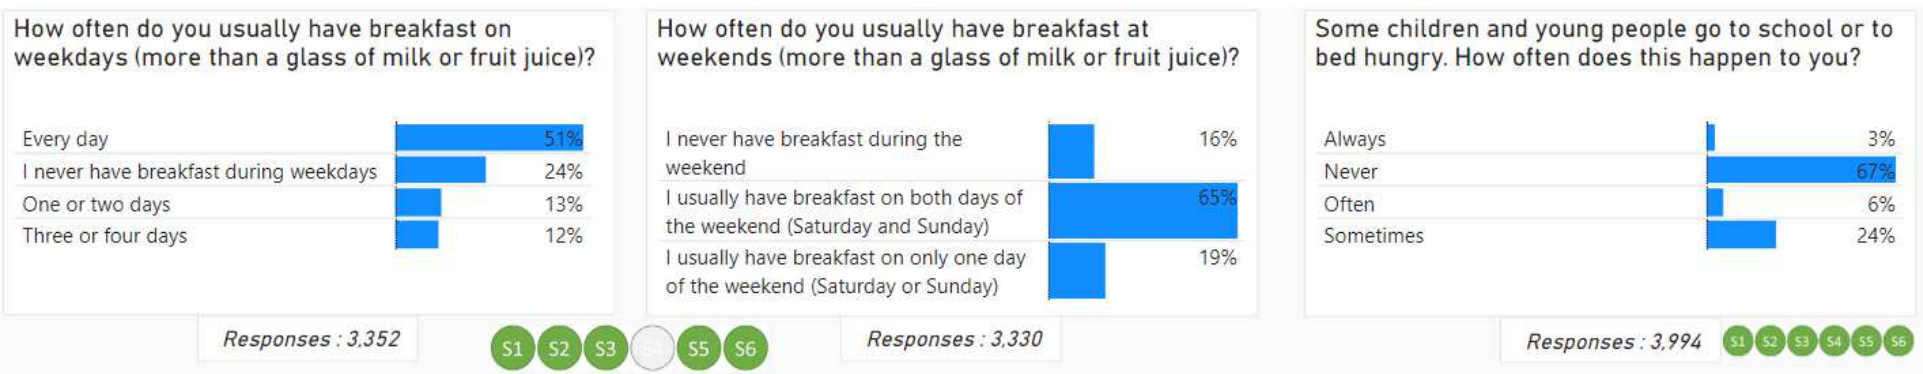 How often do you usually have breakfast on
weekdays (more than a glass of milk or fruit juice)?
Every day 51%
I never have breakfast during weekdays 24%
One or two days 13%
Three or four days 12%
Responses : 3,352
How often do you usually have breakfast at
weekends (more than a glass of milk or fruit juice)?
I never have breakfast during the 16%
weekend
I usually have breakfast on both days of 65%
the weekend (Saturday and Sunday)
I usually have breakfast on only one day 19%
of the weekend (Saturday or Sunday)
S1 S2 S3 S4 S5 S6
Responses : 3,330
Some children and young people go to school or to
bed hungry. How often does this happen to you?
Always 3%
Never 67%
Often 6%
Sometimes 24%
Responses : 3,994
S1 S2 S3 S4 S5 S6